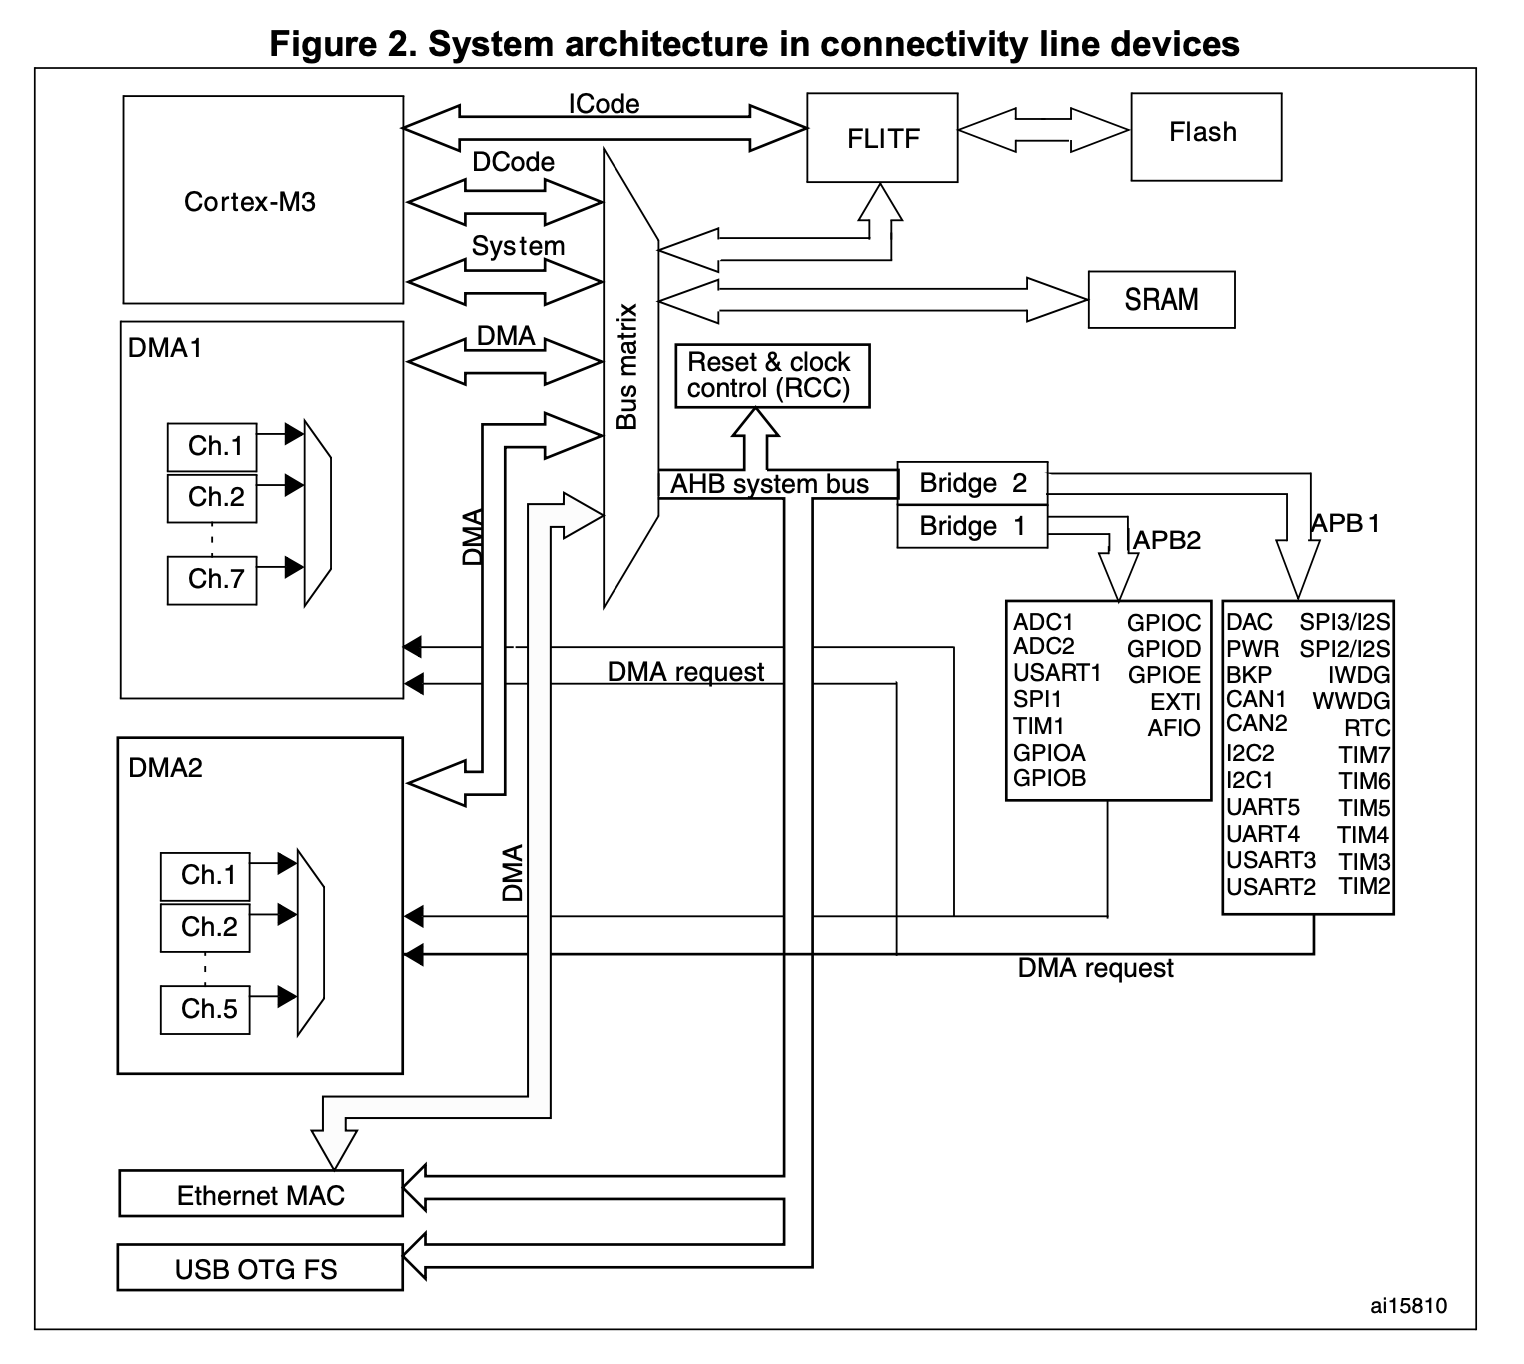 Figure 2. System architecture in connectivity line devices
ICode
FLITF
Flash
Cortex-M3
DCode
System
SRAM
DMA1
DMA
Bus matrix
Reset & clock
control (RCC)
Ch.1
Ch.2
Ch.7
AHB system bus
Bridge 2
Bridge 1
APB2
APB1
DMA
ADC1
ADC2
USART1
SPI1
TIM1
GPIOA
GPIOB
GPIOC
GPIOD
GPIOE
EXTI
AFIO
DAC
PWR
BKP
CAN1
CAN2
I2C2
I2C1
UART5
UART4
USART3
USART2
SPI3/I2S
SPI2/I2S
IWDG
WWDG
RTC
TIM7
TIM6
TIM5
TIM4
TIM3
TIM2
DMA request
DMA2
Ch.1
Ch.2
Ch.5
DMA
DMA request
Ethernet MAC
USB OTG FS
ai15810